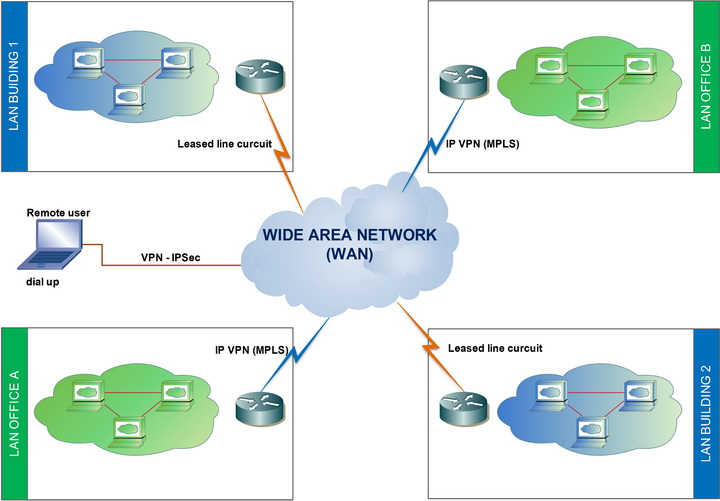 LAN BUIDING 1
Leased line curcuit
LAN OFFICE B
IP VPN (MPLS)
WIDE AREA NETWORK
(WAN)
Remote user
VPN - IPSec
dial up
LAN OFFICE A
IP VPN (MPLS)
Leased line curcuit
LAN BUILDING 2